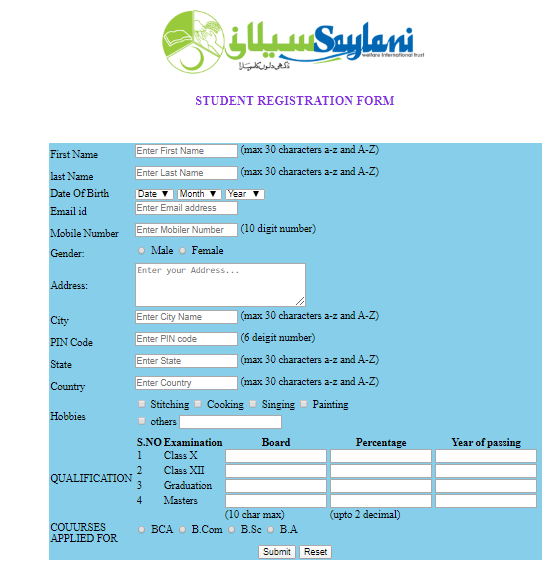 سیلانی Saylani
welfare international trust
STUDENT REGISTRATION FORM
First Name Enter First Name (max 30 characters a-z and A-Z)
last Name Enter Last Name (max 30 characters a-z and A-Z)
Date Of Birth Date ▼ Month ▼ Year ▼
Email id Enter Email address
Mobile Number Enter Mobiler Number (10 digit number)
Gender: Male Female
Address: Enter your Address...
City Enter City Name (max 30 characters a-z and A-Z)
PIN Code Enter PIN code (6 deigit number)
State Enter State (max 30 characters a-z and A-Z)
Country Enter Country (max 30 characters a-z and A-Z)
Hobbies Stitching Cooking Singing Painting
others
QUALIFICATION
S.NO Examination Board Percentage Year of passing
1 Class X
2 Class XII
3 Graduation
4 Masters
(10 char max) (upto 2 decimal)
COUURSES APPLIED FOR BCA B.Com B.Sc B.A
Submit Reset